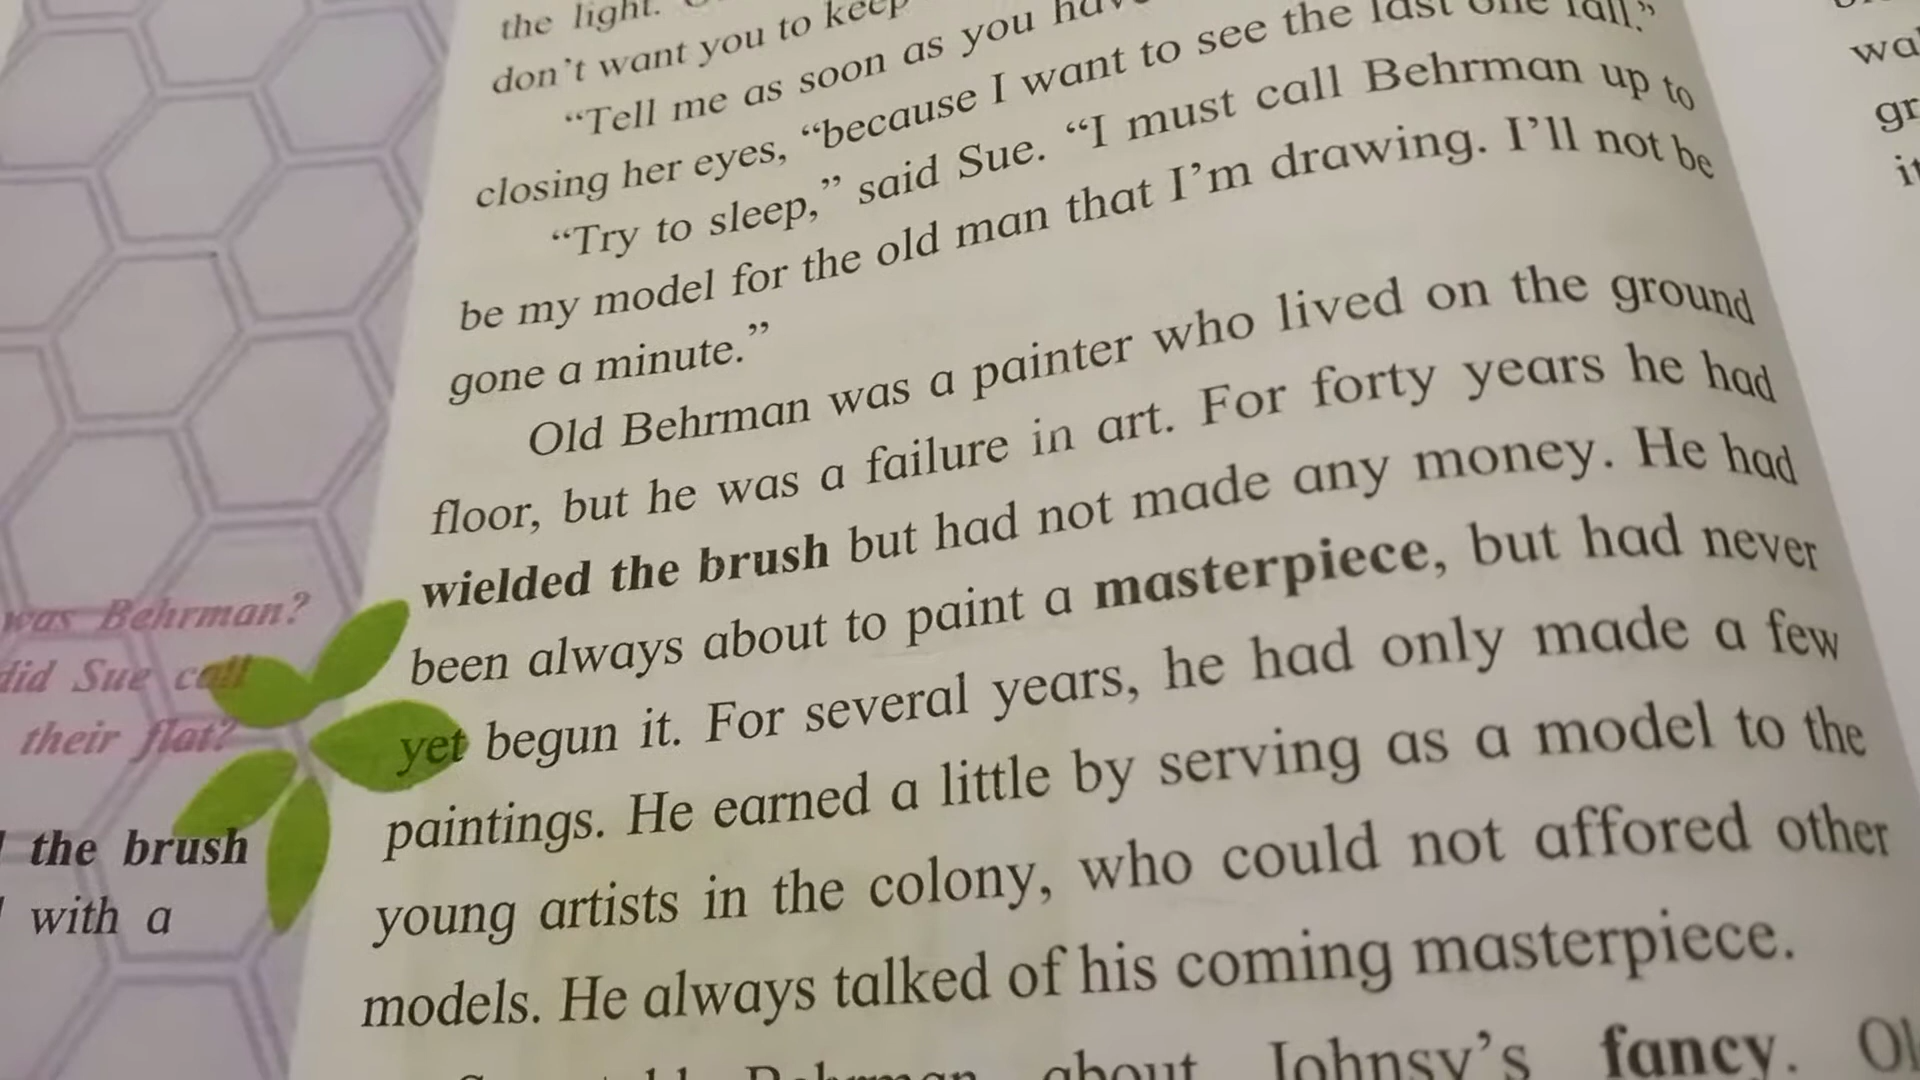 the light.
don't want you to keep
“Tell me as soon as you
closing her eyes, “because I want to see the last one fall.”
“Try to sleep,” said Sue. “I must call Behrman up to
be my model for the old man that I'm drawing. I'll not be
gone a minute.”
Old Behrman was a painter who lived on the ground
floor, but he was a failure in art. For forty years he had
wielded the brush but had not made any money. He had
been always about to paint a masterpiece, but had never
yet begun it. For several years, he had only made a few
paintings. He earned a little by serving as a model to the
young artists in the colony, who could not affored other
models. He always talked of his coming masterpiece.
about Johnsy's fancy.
was Behrman?
did Sue call
their flat?
the brush
with a